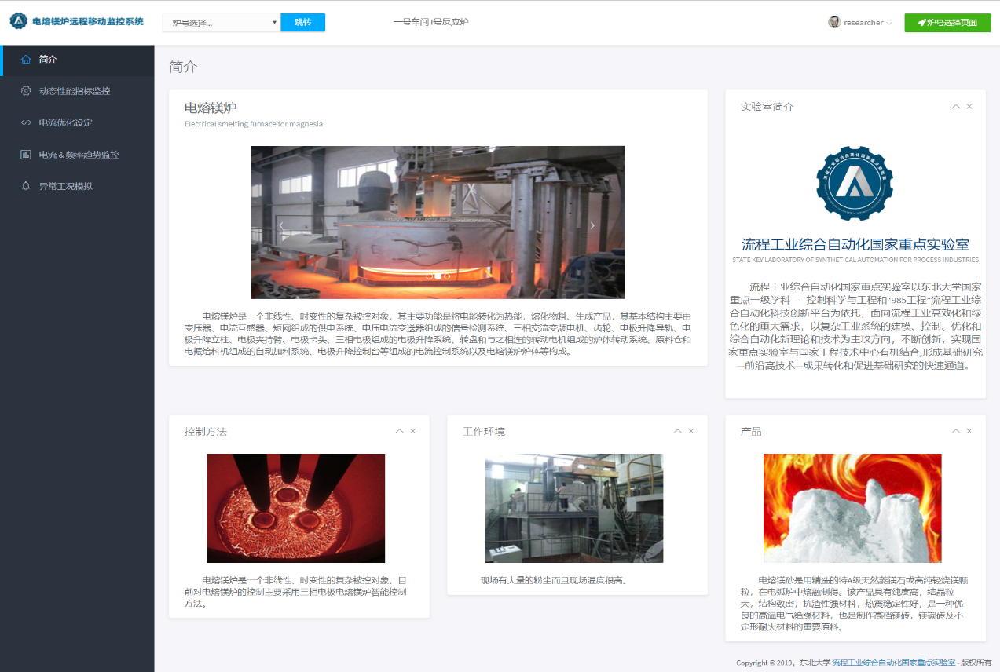 电熔镁炉远程移动监控系统
炉号选择...
跳转
一号车间 1号反应炉
researcher
炉号选择页面
简介
动态性能指标监控
电流优化设定
电流 & 频率趋势监控
异常工况模拟
简介
电熔镁炉
Electrical smelting furnace for magnesia
电熔镁炉是一个非线性、时变性的复杂被控对象，其主要功能是将电能转化为热能，熔化物料、生成产品，其基本结构主要由
变压器、电流互感器、短网组成的供电系统、电压电流变送器组成的信号检测系统、三相交流变频电机、齿轮、电极升降导轨、电
极升降立柱、电极夹持臂、电极卡头、三相电极组成的电极升降系统、转盘和与之相连的转动电机组成的炉体转动系统、原料仓和
电振给料机组成的自动加料系统、电极升降控制台等组成的电流控制系统以及电熔镁炉炉体等构成。
实验室简介
流程工业综合自动化国家重点实验室
流程工业综合自动化国家重点实验室
STATE KEY LABORATORY OF SYNTHETICAL AUTOMATION FOR PROCESS INDUSTRIES
流程工业综合自动化国家重点实验室以东北大学国家
重点一级学科——控制科学与工程和“985工程”流程工业综
合自动化科技创新平台为依托，面向流程工业高效化和绿
色化的重大需求，以复杂工业系统的建模、控制、优化和
综合自动化新理论和技术为主攻方向，不断创新，实现国
家重点实验室与国家工程技术中心有机结合,形成基础研究
—前沿高技术—成果转化和促进基础研究的快速通道。
控制方法
电熔镁炉是一个非线性、时变性的复杂被控对象，目
前对电熔镁炉的控制主要采用三相电极电熔镁炉智能控制
方法。
工作环境
现场有大量的粉尘而且现场温度很高。
产品
电熔镁砂是用精选的特A级天然菱镁石或高纯轻烧镁颗
粒，在电弧炉中熔融制得。该产品具有纯度高，结晶粒
大，结构致密，抗渣性强材料，热震稳定性好，是一种优
良的高温电气绝缘材料，也是制作高档镁砖，镁碳砖及不
定形耐火材料的重要原料。
Copyright © 2019，东北大学 流程工业综合自动化国家重点实验室 - 版权所有